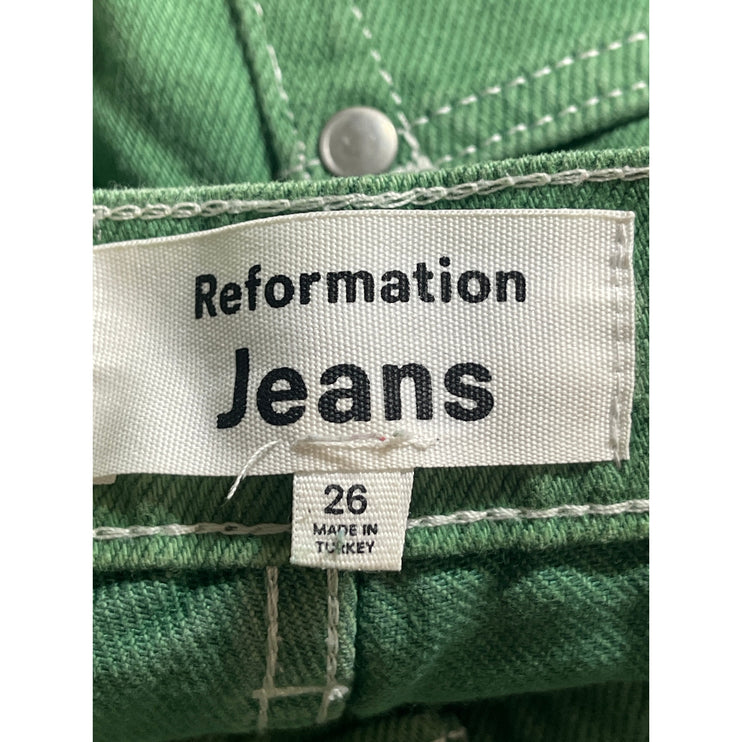 Reformation
Jeans
26
MADE IN
TURKEY